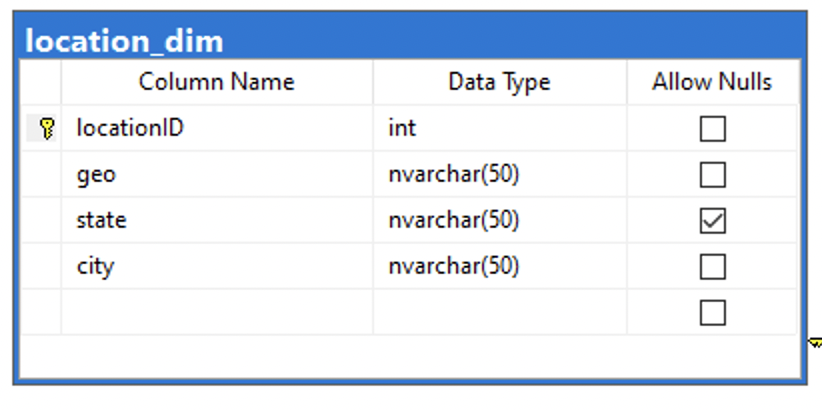 location_dim
Column Name Data Type Allow Nulls
locationID int
geo nvarchar(50)
state nvarchar(50)
city nvarchar(50)